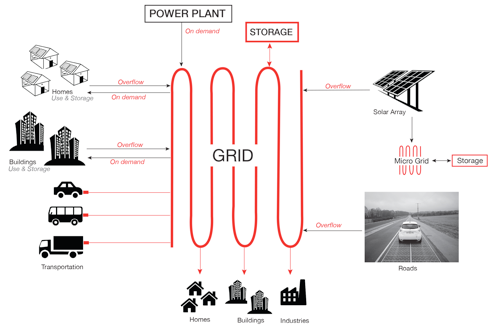 POWER PLANT
On demand
STORAGE
Homes
Use & Storage
Overflow
On demand
Overflow
Solar Array
Buildings
Use & Storage
Overflow
On demand
GRID
Micro Grid
Storage
Transportation
Overflow
Roads
Homes
Buildings
Industries